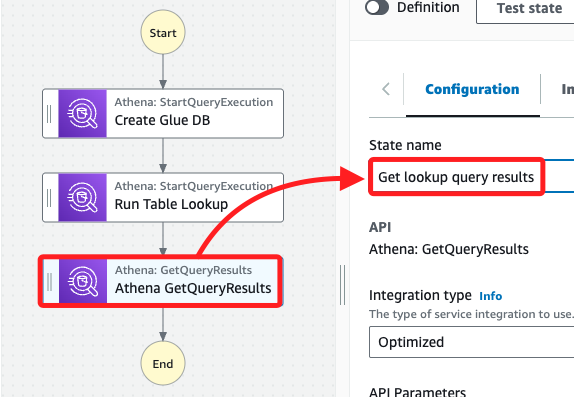 Start
Athena: StartQueryExecution
Create Glue DB
Athena: StartQueryExecution
Run Table Lookup
Athena: GetQueryResults
Athena GetQueryResults
End
Definition
Test state
Configuration
State name
Get lookup query results
API
Athena: GetQueryResults
Integration type Info
The type of service integration to use.
Optimized
API Parameters